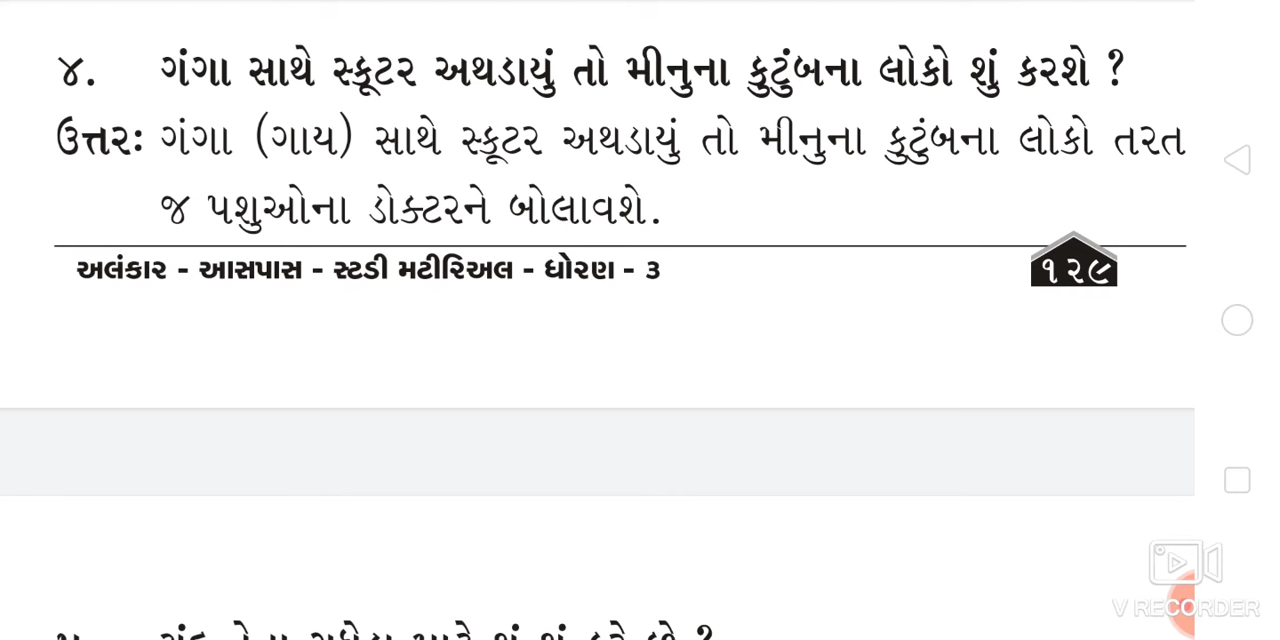 ૪. ગંગા સાથે સ્કૂટર અથડાયું તો મીનુના કુટુંબના લોકો શું કરશે ?
ઉત્તરઃ ગંગા (ગાય) સાથે સ્કૂટર અથડાયું તો મીનુના કુટુંબના લોકો તરત
જ પશુઓના ડોક્ટરને બોલાવશે.
અલંકાર - આસપાસ - સ્ટડી મટીરિઅલ - ધોરણ - ૩
૧૨૯
V RECORDER